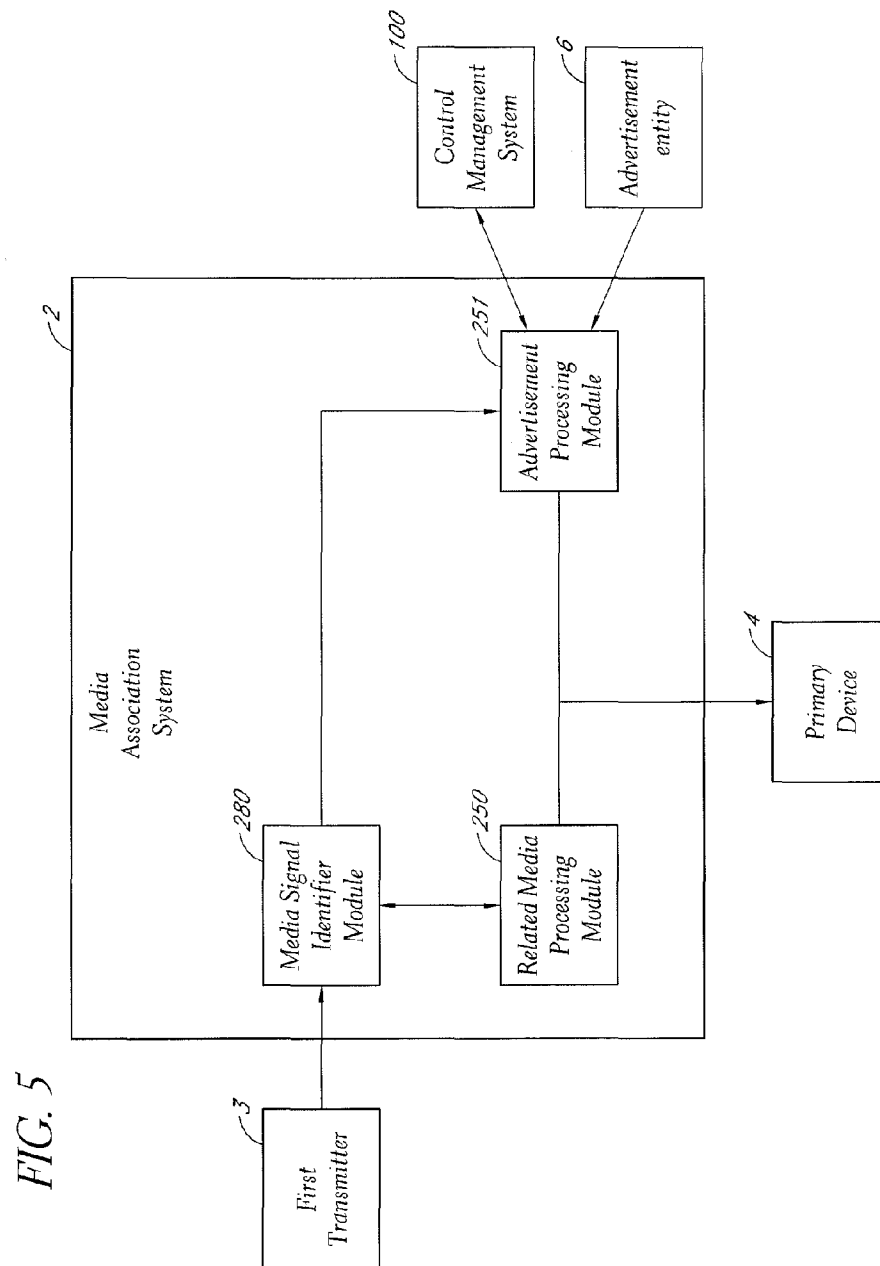 FIG. 5
2
Media
Association
System
3
First
Transmitter
280
Media Signal
Identifier
Module
250
Related Media
Processing
Module
251
Advertisement
Processing
Module
100
Control
Management
System
6
Advertisement
entity
4
Primary
Device